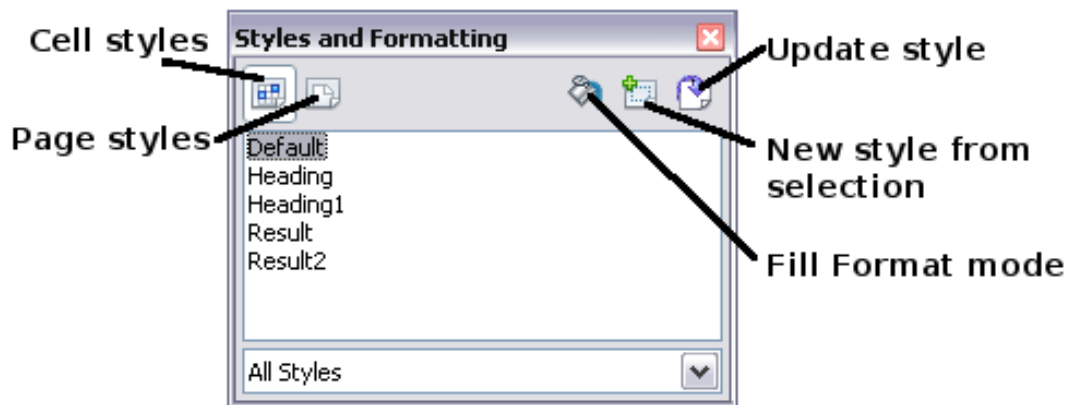 Cell styles
Styles and Formatting
Update style
Page styles
Default
Heading
Heading1
Result
Result2
New style from
selection
Fill Format mode
All Styles